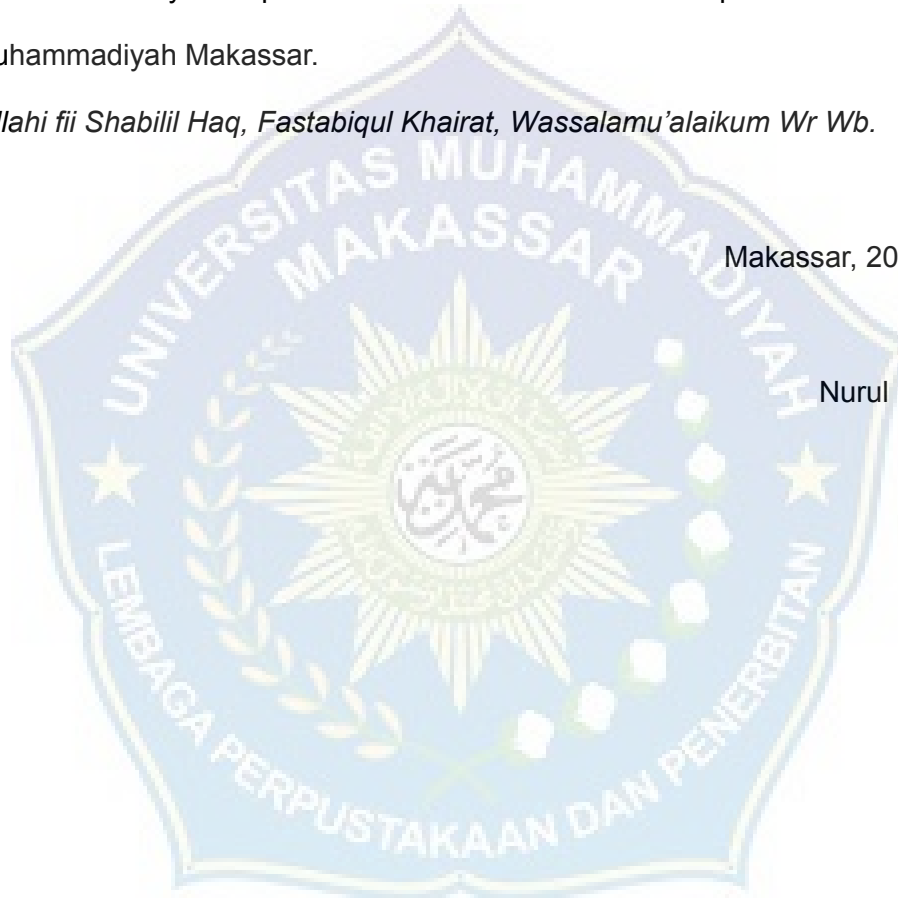 uhammadiyah Makassar.
llahi fii Shabilil Haq, Fastabiqul Khairat, Wassalamu’alaikum Wr Wb.
UNIVERSITAS MUHAMMADIYAH
MAKASSAR
Makassar, 20
Nurul
محمد
LEMBAGA PERPUSTAKAAN DAN PENERBITAN